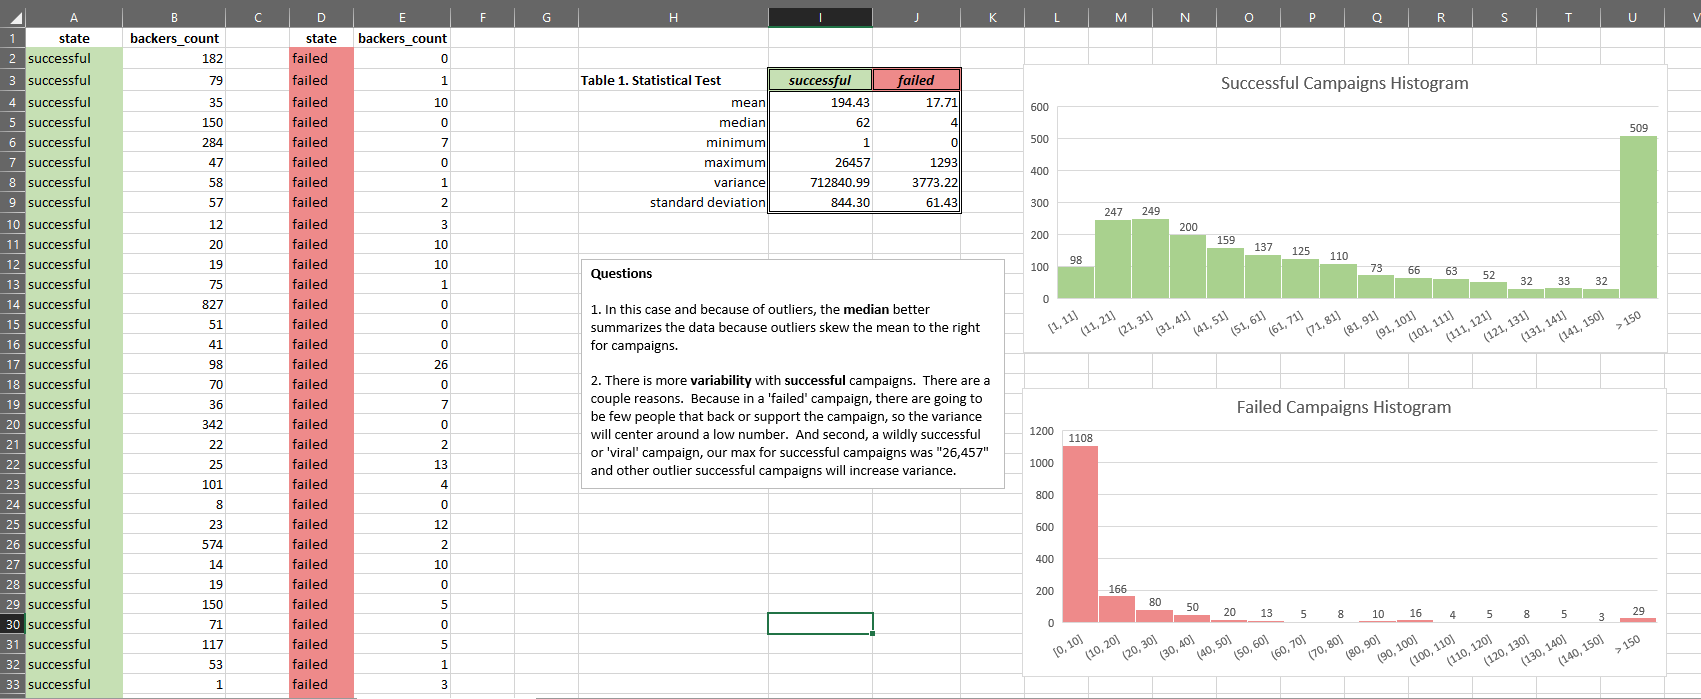 A B C D E F G H I J K L M N O P Q R S T U V
1 state backers_count state backers_count
2 successful 182 failed 0
3 successful 79 failed 1 Table 1. Statistical Test successful failed
4 successful 35 failed 10 mean 194.43 17.71
5 successful 150 failed 0 median 62 4
6 successful 284 failed 7 minimum 1 0
7 successful 47 failed 0 maximum 26457 1293
8 successful 58 failed 1 variance 712840.99 3773.22
9 successful 57 failed 2 standard deviation 844.30 61.43
10 successful 12 failed 3
11 successful 20 failed 10
12 successful 19 failed 10
13 successful 75 failed 1
14 successful 827 failed 0
15 successful 51 failed 0
16 successful 41 failed 0
17 successful 98 failed 26
18 successful 70 failed 0
19 successful 36 failed 7
20 successful 342 failed 0
21 successful 22 failed 2
22 successful 25 failed 13
23 successful 101 failed 4
24 successful 8 failed 0
25 successful 23 failed 12
26 successful 574 failed 2
27 successful 14 failed 10
28 successful 19 failed 0
29 successful 150 failed 5
30 successful 71 failed 0
31 successful 117 failed 5
32 successful 53 failed 1
33 successful 1 failed 3
Questions
1. In this case and because of outliers, the median better
summarizes the data because outliers skew the mean to the right
for campaigns.
2. There is more variability with successful campaigns. There are a
couple reasons. Because in a 'failed' campaign, there are going to
be few people that back or support the campaign, so the variance
will center around a low number. And second, a wildly successful
or 'viral' campaign, our max for successful campaigns was "26,457"
and other outlier successful campaigns will increase variance.
Successful Campaigns Histogram
600
500
400
300
200
100
0
98 247 249 200 159 137 125 110 73 66 63 52 32 33 32 509
[1, 11] (11, 21] (21, 31] (31, 41] (41, 51] (51, 61] (61, 71] (71, 81] (81, 91] (91, 101] (101, 111] (111, 121] (121, 131] (131, 141] (141, 150] > 150
Failed Campaigns Histogram
1200
1000
800
600
400
200
0
1108 166 80 50 20 13 5 8 10 16 4 5 8 5 3 29
[0, 10] (10, 20] (20, 30] (30, 40] (40, 50] (50, 60] (60, 70] (70, 80] (80, 90] (90, 100] (100, 110] (110, 120] (120, 130] (130, 140] (140, 150] > 150